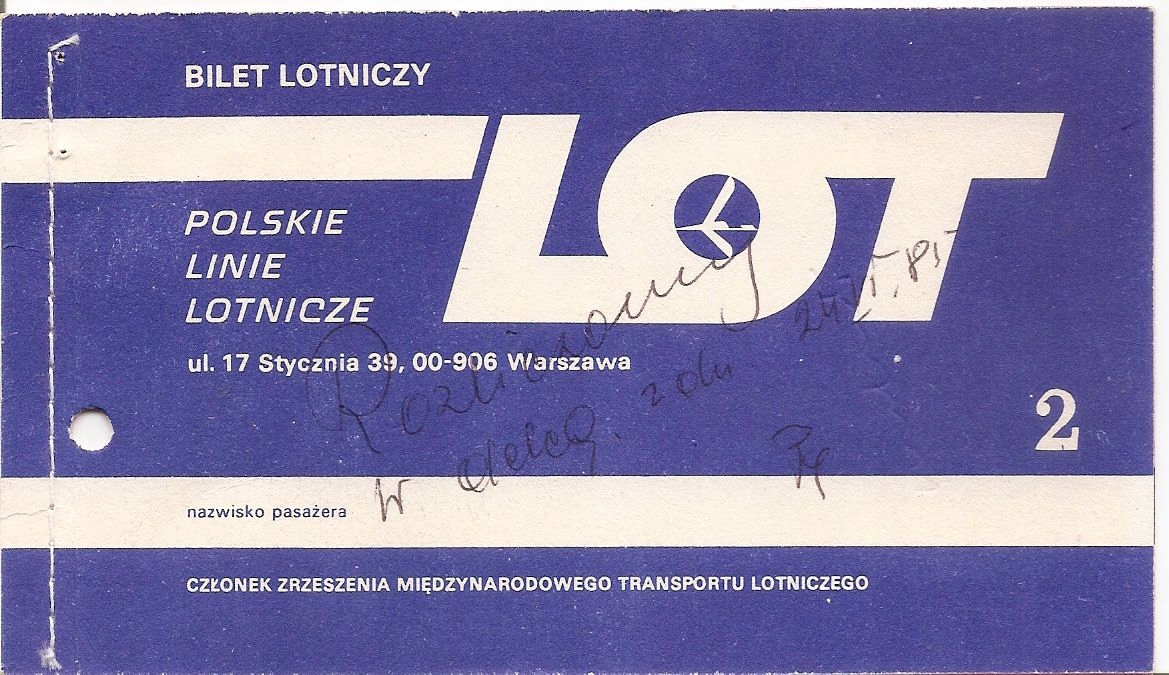 BILET LOTNICZY
LOT
POLSKIE
LINIE
LOTNICZE
ul. 17 Stycznia 39, 00-906 Warszawa
Rozliczony
w deleg. z dn. 24 VI. 85
2
nazwisko pasażera
CZŁONEK ZRZESZENIA MIĘDZYNARODOWEGO TRANSPORTU LOTNICZEGO